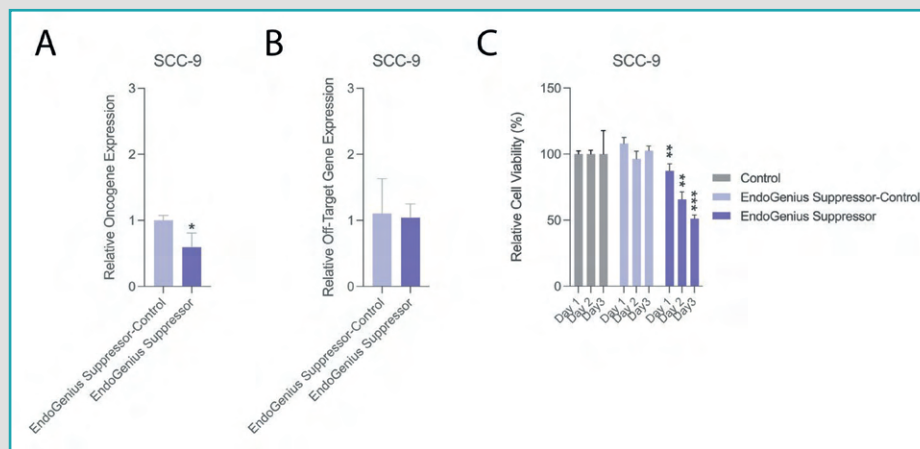 A
SCC-9
Relative Oncogene Expression
3
2
1
0
*
EndoGenius Suppressor-Control
EndoGenius Suppressor
B
SCC-9
Relative Off-Target Gene Expression
3
2
1
0
EndoGenius Suppressor-Control
EndoGenius Suppressor
C
SCC-9
Relative Cell Viability (%)
150
100
50
0
**
**
***
Day 1
Day 2
Day3
Day 1
Day 2
Day3
Day 1
Day 2
Day3
Control
EndoGenius Suppressor-Control
EndoGenius Suppressor